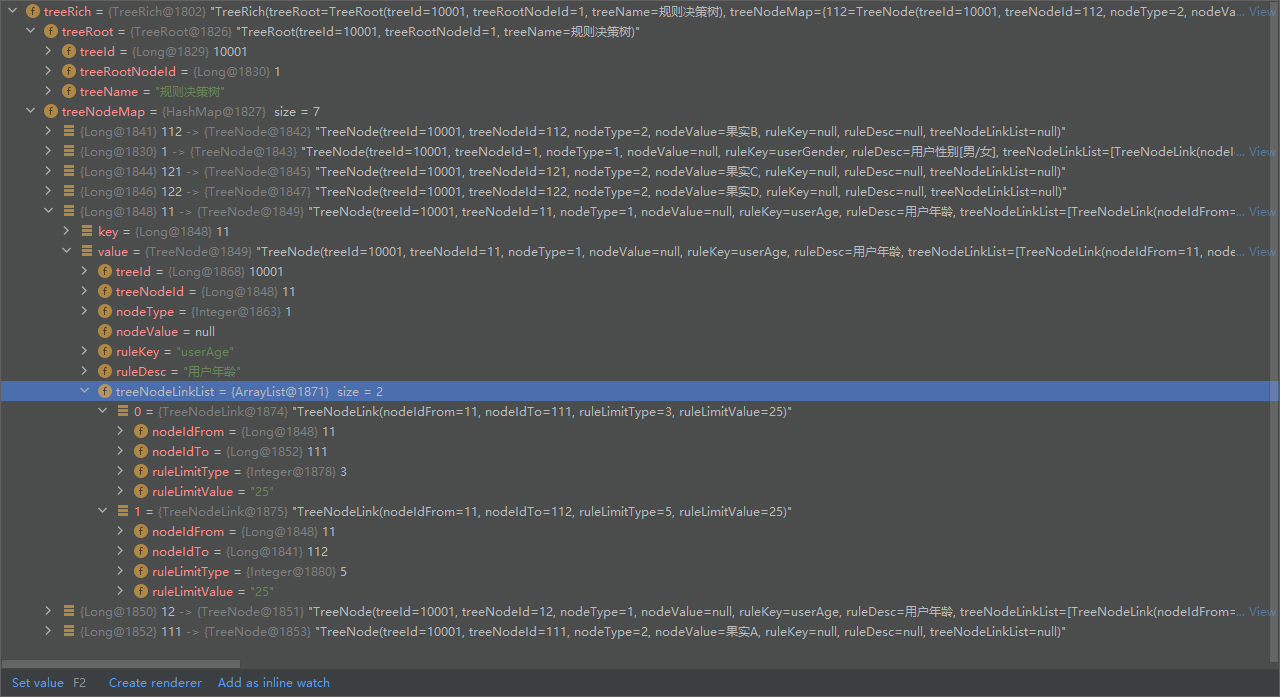 treeRich = {TreeRich@1802} "TreeRich(treeRoot=TreeRoot(treeId=10001, treeRootNodeId=1, treeName=规则决策树), treeNodeMap={112=TreeNode(treeId=10001, treeNodeId=112, nodeType=2, nodeVa... View
treeRoot = {TreeRoot@1826} "TreeRoot(treeId=10001, treeRootNodeId=1, treeName=规则决策树)"
treeId = {Long@1829} 10001
treeRootNodeId = {Long@1830} 1
treeName = "规则决策树"
treeNodeMap = {HashMap@1827} size = 7
{Long@1841} 112 -> {TreeNode@1842} "TreeNode(treeId=10001, treeNodeId=112, nodeType=2, nodeValue=果实B, ruleKey=null, ruleDesc=null, treeNodeLinkList=null)"
{Long@1830} 1 -> {TreeNode@1843} "TreeNode(treeId=10001, treeNodeId=1, nodeType=1, nodeValue=null, ruleKey=userGender, ruleDesc=用户性别[男/女], treeNodeLinkList=[TreeNodeLink(nodeI... View
{Long@1844} 121 -> {TreeNode@1845} "TreeNode(treeId=10001, treeNodeId=121, nodeType=2, nodeValue=果实C, ruleKey=null, ruleDesc=null, treeNodeLinkList=null)"
{Long@1846} 122 -> {TreeNode@1847} "TreeNode(treeId=10001, treeNodeId=122, nodeType=2, nodeValue=果实D, ruleKey=null, ruleDesc=null, treeNodeLinkList=null)"
{Long@1848} 11 -> {TreeNode@1849} "TreeNode(treeId=10001, treeNodeId=11, nodeType=1, nodeValue=null, ruleKey=userAge, ruleDesc=用户年龄, treeNodeLinkList=[TreeNodeLink(nodeIdFrom=... View
key = {Long@1848} 11
value = {TreeNode@1849} "TreeNode(treeId=10001, treeNodeId=11, nodeType=1, nodeValue=null, ruleKey=userAge, ruleDesc=用户年龄, treeNodeLinkList=[TreeNodeLink(nodeIdFrom=11, node... View
treeId = {Long@1868} 10001
treeNodeId = {Long@1848} 11
nodeType = {Integer@1863} 1
nodeValue = null
ruleKey = "userAge"
ruleDesc = "用户年龄"
treeNodeLinkList = {ArrayList@1871} size = 2
0 = {TreeNodeLink@1874} "TreeNodeLink(nodeIdFrom=11, nodeIdTo=111, ruleLimitType=3, ruleLimitValue=25)"
nodeIdFrom = {Long@1848} 11
nodeIdTo = {Long@1852} 111
ruleLimitType = {Integer@1878} 3
ruleLimitValue = "25"
1 = {TreeNodeLink@1875} "TreeNodeLink(nodeIdFrom=11, nodeIdTo=112, ruleLimitType=5, ruleLimitValue=25)"
nodeIdFrom = {Long@1848} 11
nodeIdTo = {Long@1841} 112
ruleLimitType = {Integer@1880} 5
ruleLimitValue = "25"
{Long@1850} 12 -> {TreeNode@1851} "TreeNode(treeId=10001, treeNodeId=12, nodeType=1, nodeValue=null, ruleKey=userAge, ruleDesc=用户年龄, treeNodeLinkList=[TreeNodeLink(nodeIdFrom=... View
{Long@1852} 111 -> {TreeNode@1853} "TreeNode(treeId=10001, treeNodeId=111, nodeType=2, nodeValue=果实A, ruleKey=null, ruleDesc=null, treeNodeLinkList=null)"
Set value F2 Create renderer Add as inline watch